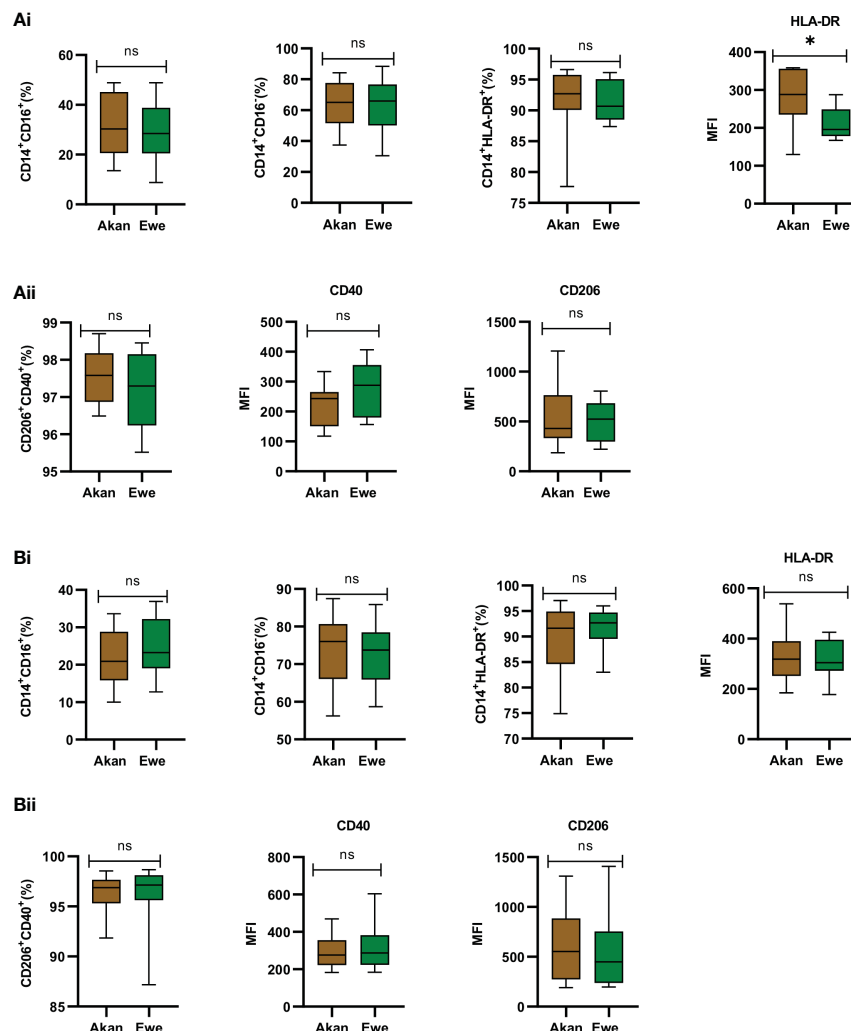 Ai
HLA-DR
ns
ns
ns
*
CD14⁺CD16⁺(%)
60
40
20
0
Akan Ewe
CD14⁺CD16⁻(%)
100
80
60
40
20
0
Akan Ewe
CD14⁺HLA-DR⁺(%)
100
95
90
85
80
75
Akan Ewe
MFI
400
300
200
100
0
Akan Ewe
Aii
CD40
CD206
ns
ns
ns
CD206⁺CD40⁺(%)
99
98
97
96
95
Akan Ewe
MFI
500
400
300
200
100
0
Akan Ewe
MFI
1500
1000
500
0
Akan Ewe
Bi
HLA-DR
ns
ns
ns
ns
CD14⁺CD16⁺(%)
40
30
20
10
0
Akan Ewe
CD14⁺CD16⁻(%)
90
80
70
60
50
Akan Ewe
CD14⁺HLA-DR⁺(%)
100
95
90
85
80
75
70
Akan Ewe
MFI
600
400
200
0
Akan Ewe
Bii
CD40
CD206
ns
ns
ns
CD206⁺CD40⁺(%)
100
95
90
85
Akan Ewe
MFI
800
600
400
200
0
Akan Ewe
MFI
1500
1000
500
0
Akan Ewe